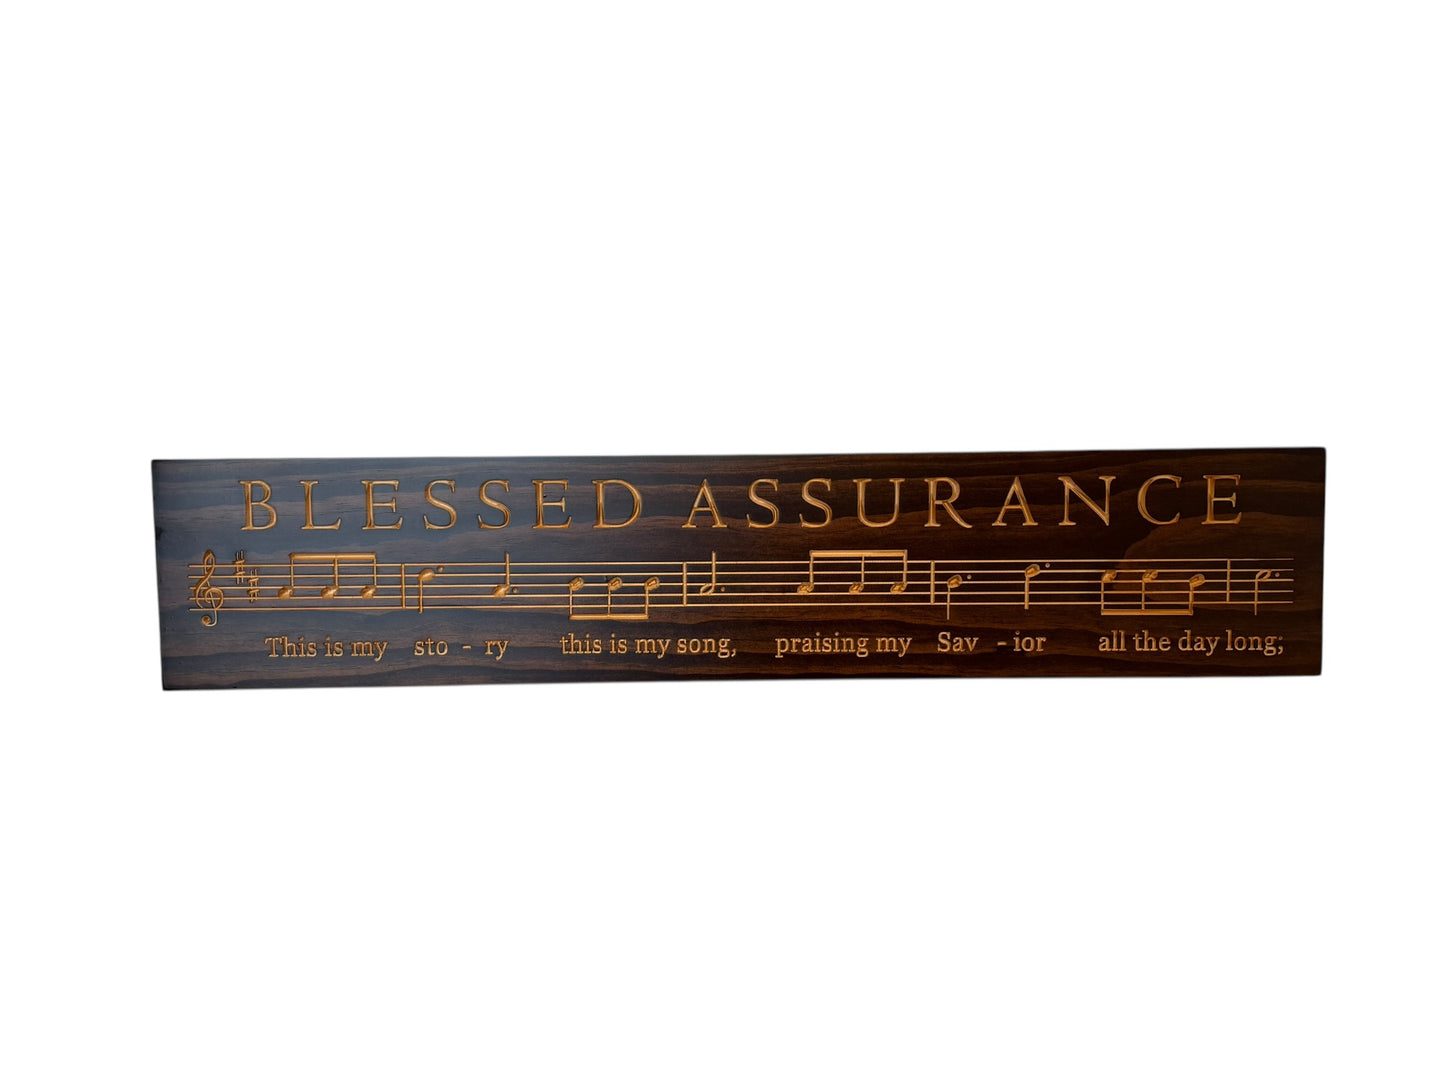 BLESSED ASSURANCE
This is my sto - ry this is my song, praising my Sav - ior all the day long;